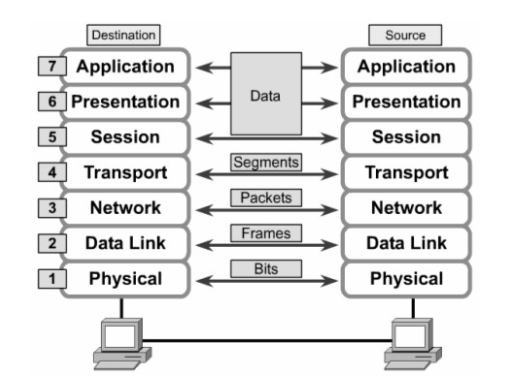 Destination
Source
7 Application
Application
6 Presentation
Data
Presentation
5 Session
Session
4 Transport
Segments
Transport
3 Network
Packets
Network
2 Data Link
Frames
Data Link
1 Physical
Bits
Physical